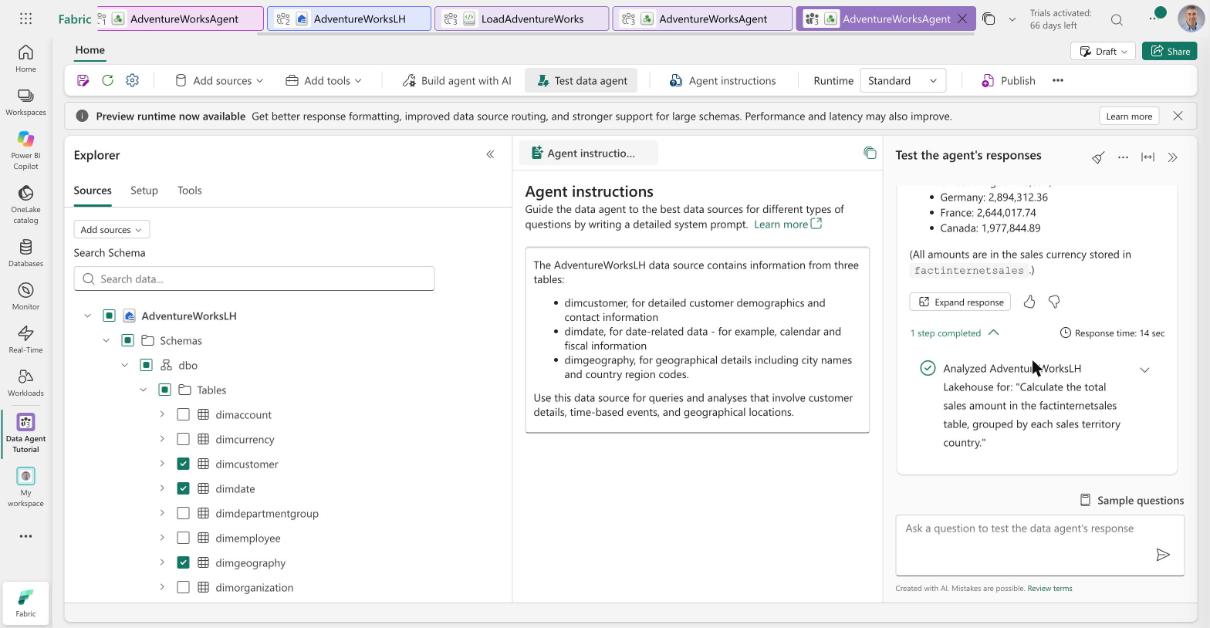 Fabric
AdventureWorksAgent
AdventureWorksLH
LoadAdventureWorks
AdventureWorksAgent
AdventureWorksAgent
Trials activated:
66 days left
Home
Draft
Share
Add sources
Add tools
Build agent with AI
Test data agent
Agent instructions
Runtime
Standard
Publish
Preview runtime now available Get better response formatting, improved data source routing, and stronger support for large schemas. Performance and latency may also improve.
Learn more
Home
Workspaces
Power BI
Copilot
OneLake
catalog
Databases
Monitor
Real-Time
Workloads
Data Agent
Tutorial
My
workspace
Fabric
Explorer
Sources
Setup
Tools
Add sources
Search Schema
Search data...
AdventureWorksLH
Schemas
dbo
Tables
dimaccount
dimcurrency
dimcustomer
dimdate
dimdepartmentgroup
dimemployee
dimgeography
dimorganization
Agent instructio...
Agent instructions
Guide the data agent to the best data sources for different types of
questions by writing a detailed system prompt. Learn more
The AdventureWorksLH data source contains information from three
tables:
• dimcustomer, for detailed customer demographics and
contact information
• dimdate, for date-related data - for example, calendar and
fiscal information
• dimgeography, for geographical details including city names
and country region codes.
Use this data source for queries and analyses that involve customer
details, time-based events, and geographical locations.
Test the agent's responses
• Germany: 2,894,312.36
• France: 2,644,017.74
• Canada: 1,977,844.89
(All amounts are in the sales currency stored in
factinternetsales .)
Expand response
1 step completed
Response time: 14 sec
Analyzed AdventureWorksLH
Lakehouse for: "Calculate the total
sales amount in the factinternetsales
table, grouped by each sales territory
country."
Sample questions
Ask a question to test the data agent's response
Created with AI. Mistakes are possible. Review terms